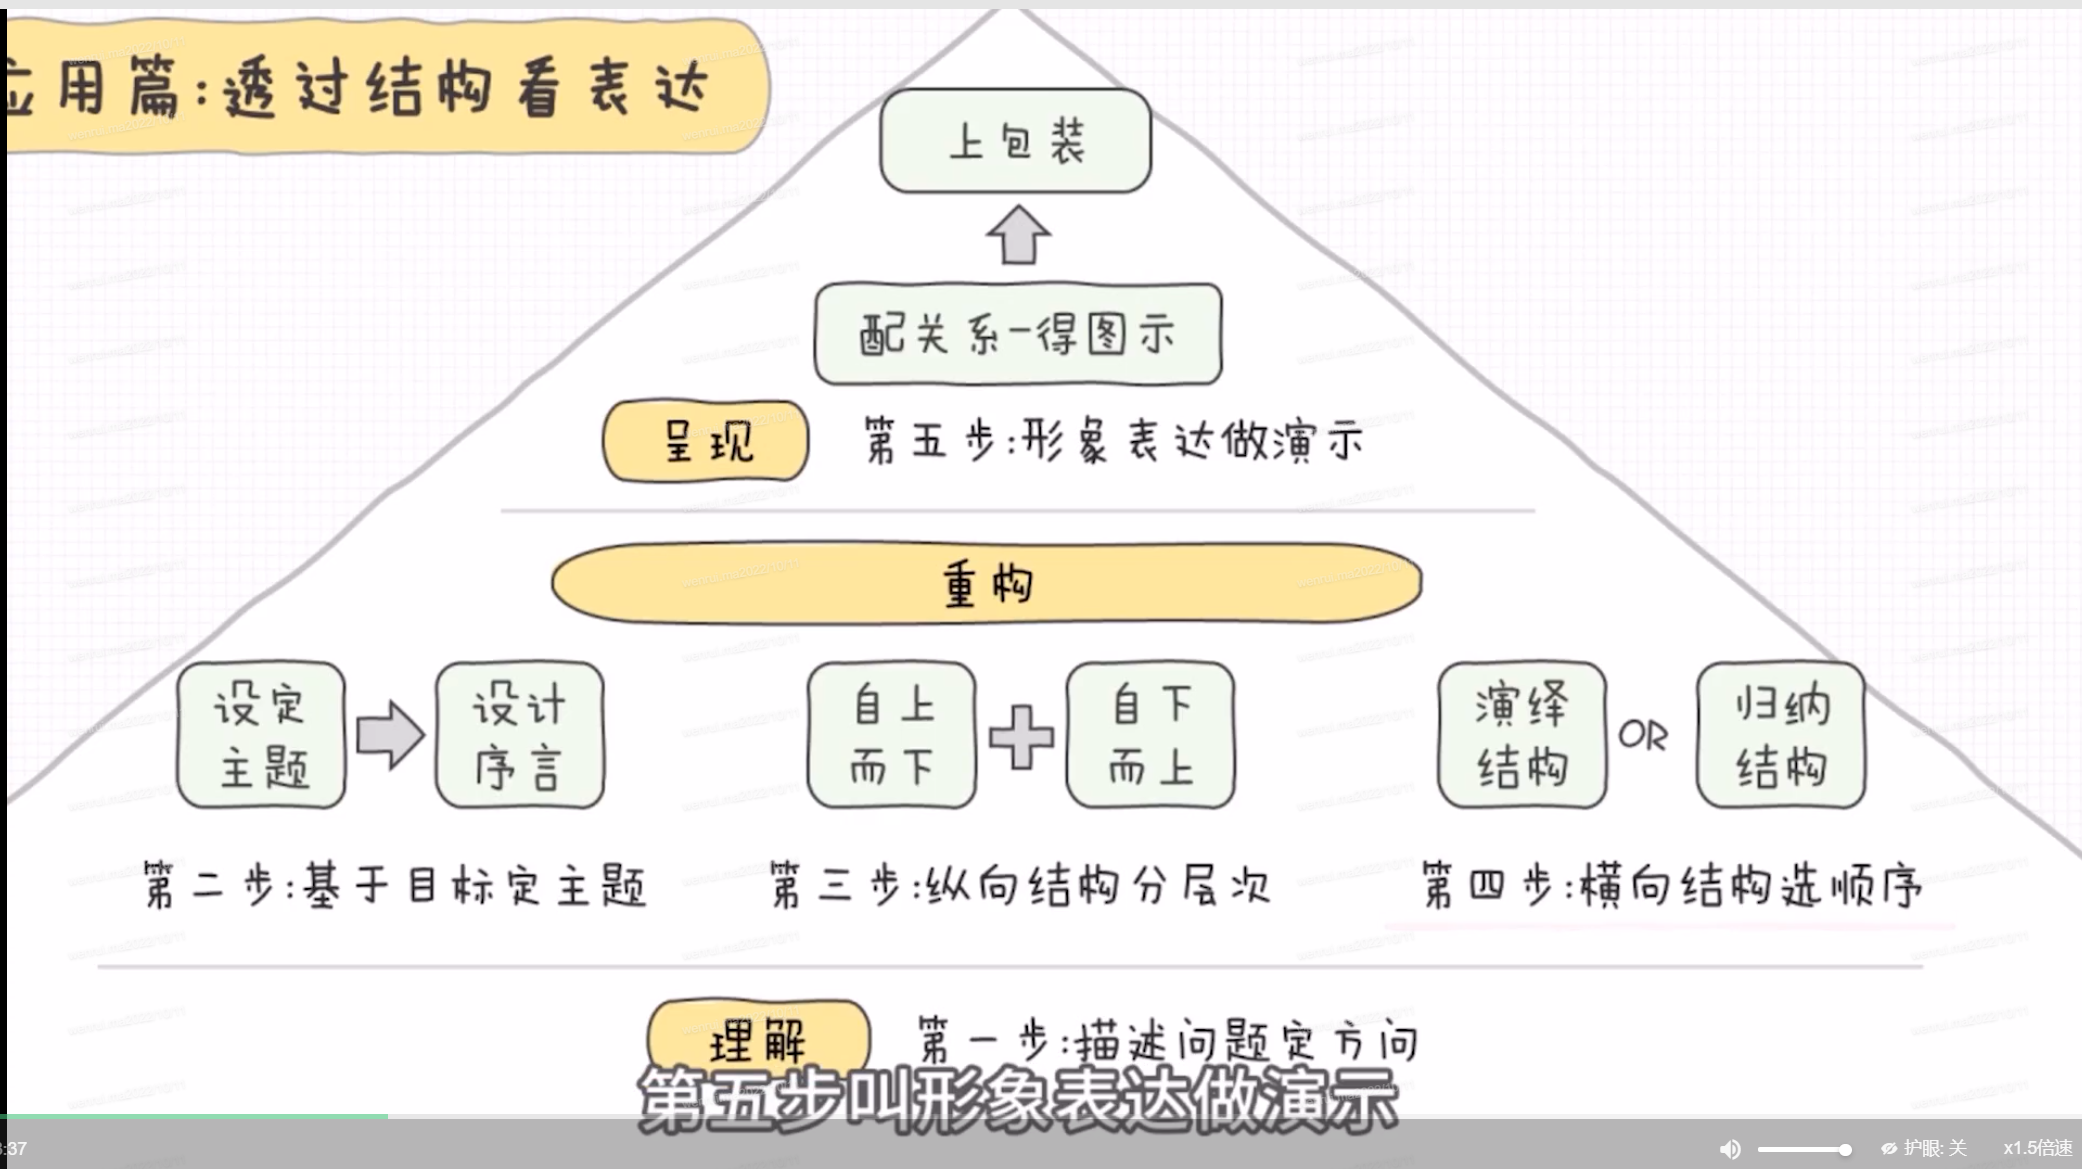 应用篇:透过结构看表达
上包装
配关系-得图示
呈现 第五步:形象表达做演示
重构
设定
主题
设计
序言
自上
而下
自下
而上
演绎
结构
OR
归纳
结构
第二步:基于目标定主题
第三步:纵向结构分层次
第四步:横向结构选顺序
理解 第一步:描述问题定方向
第五步叫形象表达做演示
:37
护眼:关
x1.5倍速